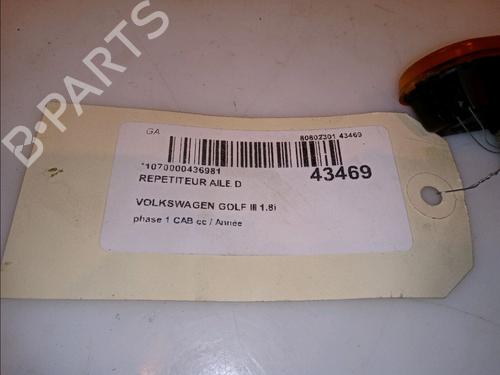 B-PARTS
GA
80802301 43469
*1070000436981
43469
REPETITEUR AILE D
VOLKSWAGEN GOLF III 1.8i
phase 1 CAB cc / Année